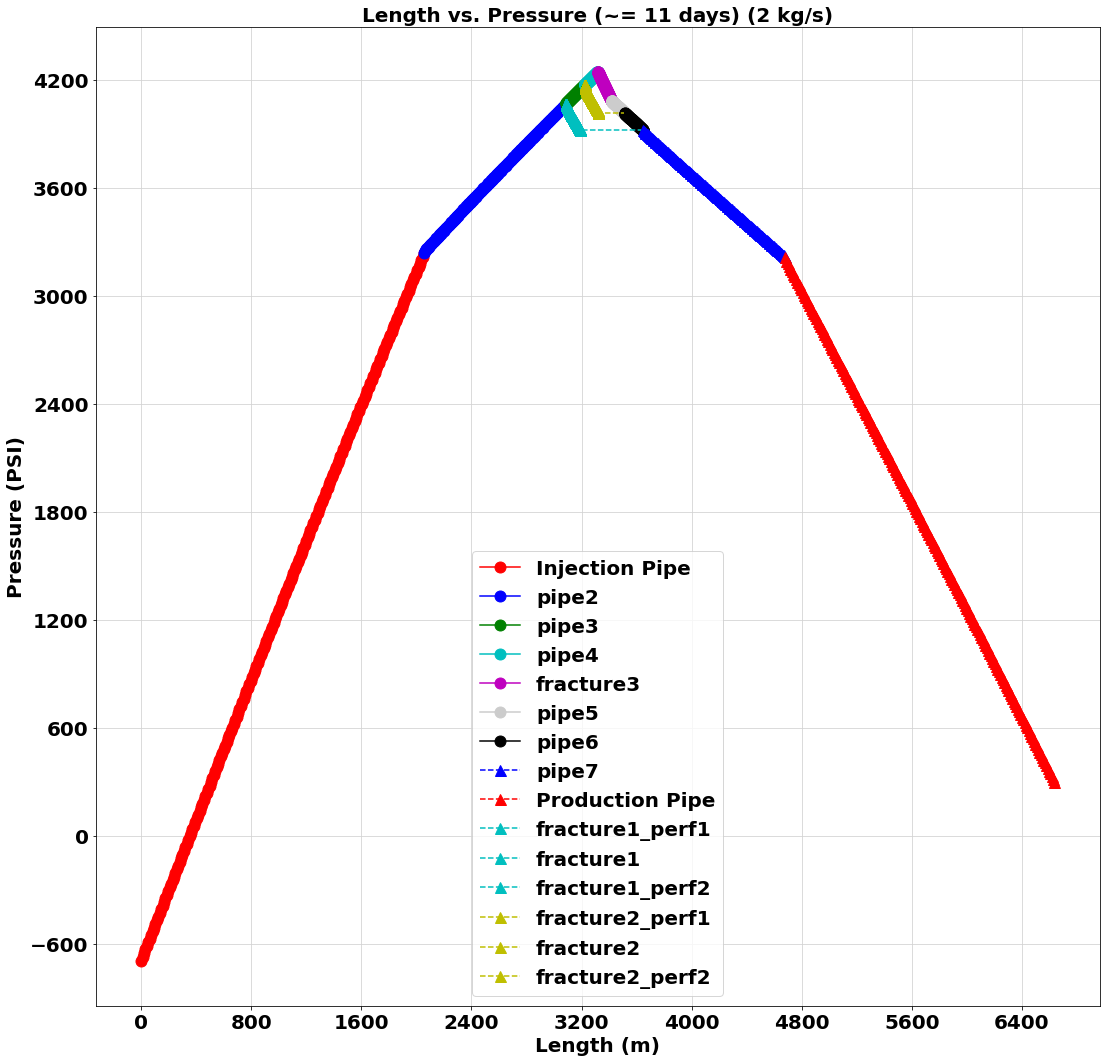 Length vs. Pressure (~= 11 days) (2 kg/s)
Pressure (PSI)
4200
3600
3000
2400
1800
1200
600
0
−600
Injection Pipe
pipe2
pipe3
pipe4
fracture3
pipe5
pipe6
pipe7
Production Pipe
fracture1_perf1
fracture1
fracture1_perf2
fracture2_perf1
fracture2
fracture2_perf2
0 800 1600 2400 3200 4000 4800 5600 6400
Length (m)